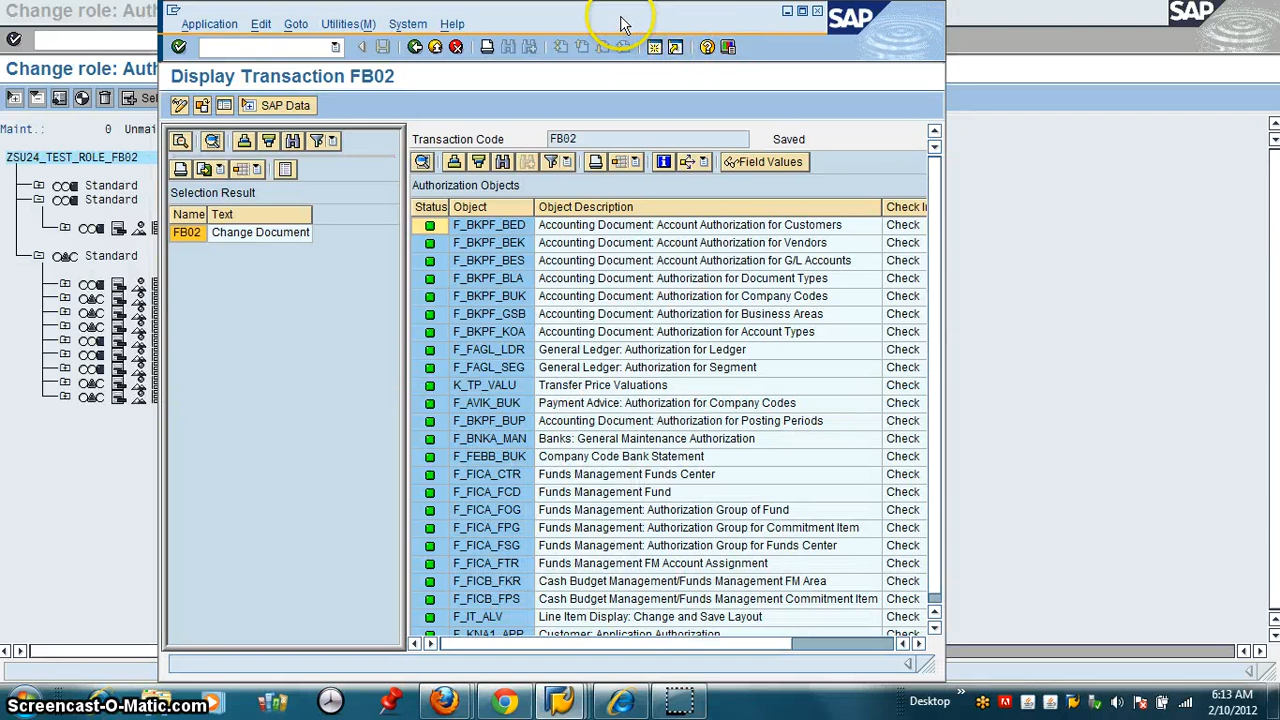 Change role: Auth
Change role: Auth
Sel
Maint.: 0 Unmai
ZSU24_TEST_ROLE_FB02
Standard
Standard
Standard
SAP
Application Edit Goto Utilities(M) System Help
SAP
Display Transaction FB02
SAP Data
Selection Result
Name Text
FB02 Change Document
Transaction Code FB02 Saved
Field Values
Authorization Objects
Status Object Object Description Check I
F_BKPF_BED Accounting Document: Account Authorization for Customers Check
F_BKPF_BEK Accounting Document: Account Authorization for Vendors Check
F_BKPF_BES Accounting Document: Account Authorization for G/L Accounts Check
F_BKPF_BLA Accounting Document: Authorization for Document Types Check
F_BKPF_BUK Accounting Document: Authorization for Company Codes Check
F_BKPF_GSB Accounting Document: Authorization for Business Areas Check
F_BKPF_KOA Accounting Document: Authorization for Account Types Check
F_FAGL_LDR General Ledger: Authorization for Ledger Check
F_FAGL_SEG General Ledger: Authorization for Segment Check
K_TP_VALU Transfer Price Valuations Check
F_AVIK_BUK Payment Advice: Authorization for Company Codes Check
F_BKPF_BUP Accounting Document: Authorization for Posting Periods Check
F_BNKA_MAN Banks: General Maintenance Authorization Check
F_FEBB_BUK Company Code Bank Statement Check
F_FICA_CTR Funds Management Funds Center Check
F_FICA_FCD Funds Management Fund Check
F_FICA_FOG Funds Management: Authorization Group of Fund Check
F_FICA_FPG Funds Management: Authorization Group for Commitment Item Check
F_FICA_FSG Funds Management: Authorization Group for Funds Center Check
F_FICA_FTR Funds Management FM Account Assignment Check
F_FICB_FKR Cash Budget Management/Funds Management FM Area Check
F_FICB_FPS Cash Budget Management/Funds Management Commitment Item Check
F_IT_ALV Line Item Display: Change and Save Layout Check
F_KNA1_APP Customer: Application Authorization Check
Screencast-O-Matic.com
Desktop
6:13 AM
2/10/2012